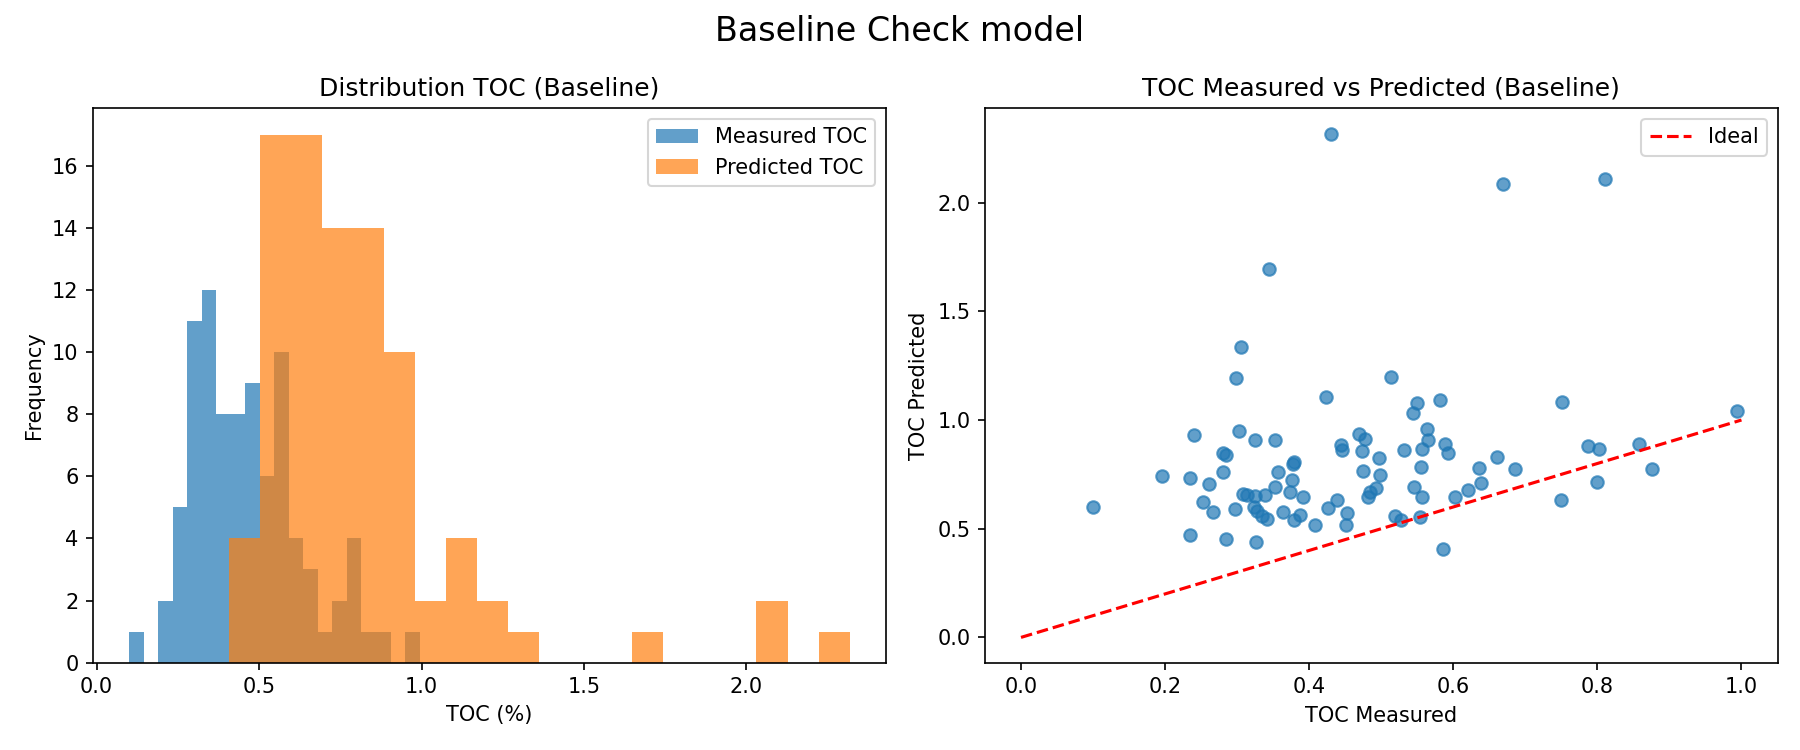 Baseline Check model
Distribution TOC (Baseline)
Measured TOC
Predicted TOC
Frequency
16
14
12
10
8
6
4
2
0
0.0 0.5 1.0 1.5 2.0
TOC (%)
TOC Measured vs Predicted (Baseline)
Ideal
TOC Predicted
2.0
1.5
1.0
0.5
0.0
0.0 0.2 0.4 0.6 0.8 1.0
TOC Measured